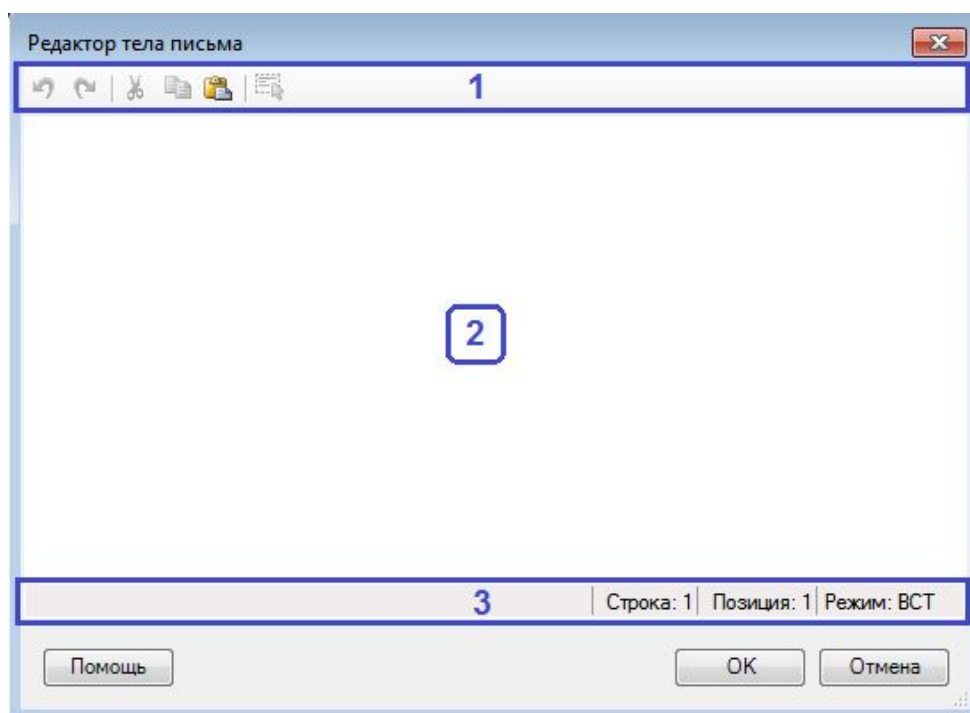 Редактор тела письма
1
2
3
Строка: 1 Позиция: 1 Режим: ВСТ
Помощь OK Отмена